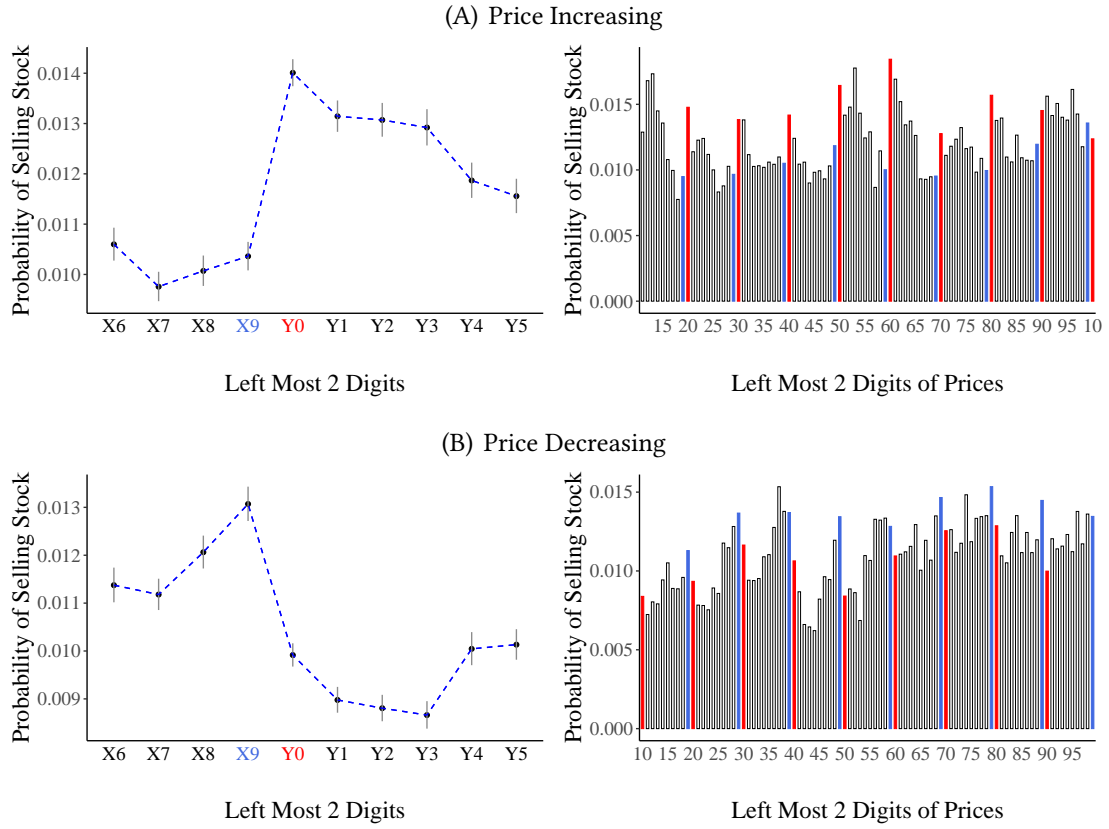 (A) Price Increasing
Probability of Selling Stock
0.014
0.013
0.012
0.011
0.010
X6 X7 X8 X9 Y0 Y1 Y2 Y3 Y4 Y5
Left Most 2 Digits
Probability of Selling Stock
0.015
0.010
0.005
0.000
15 20 25 30 35 40 45 50 55 60 65 70 75 80 85 90 95 10
Left Most 2 Digits of Prices
(B) Price Decreasing
Probability of Selling Stock
0.013
0.012
0.011
0.010
0.009
X6 X7 X8 X9 Y0 Y1 Y2 Y3 Y4 Y5
Left Most 2 Digits
Probability of Selling Stock
0.015
0.010
0.005
0.000
10 15 20 25 30 35 40 45 50 55 60 65 70 75 80 85 90 95
Left Most 2 Digits of Prices